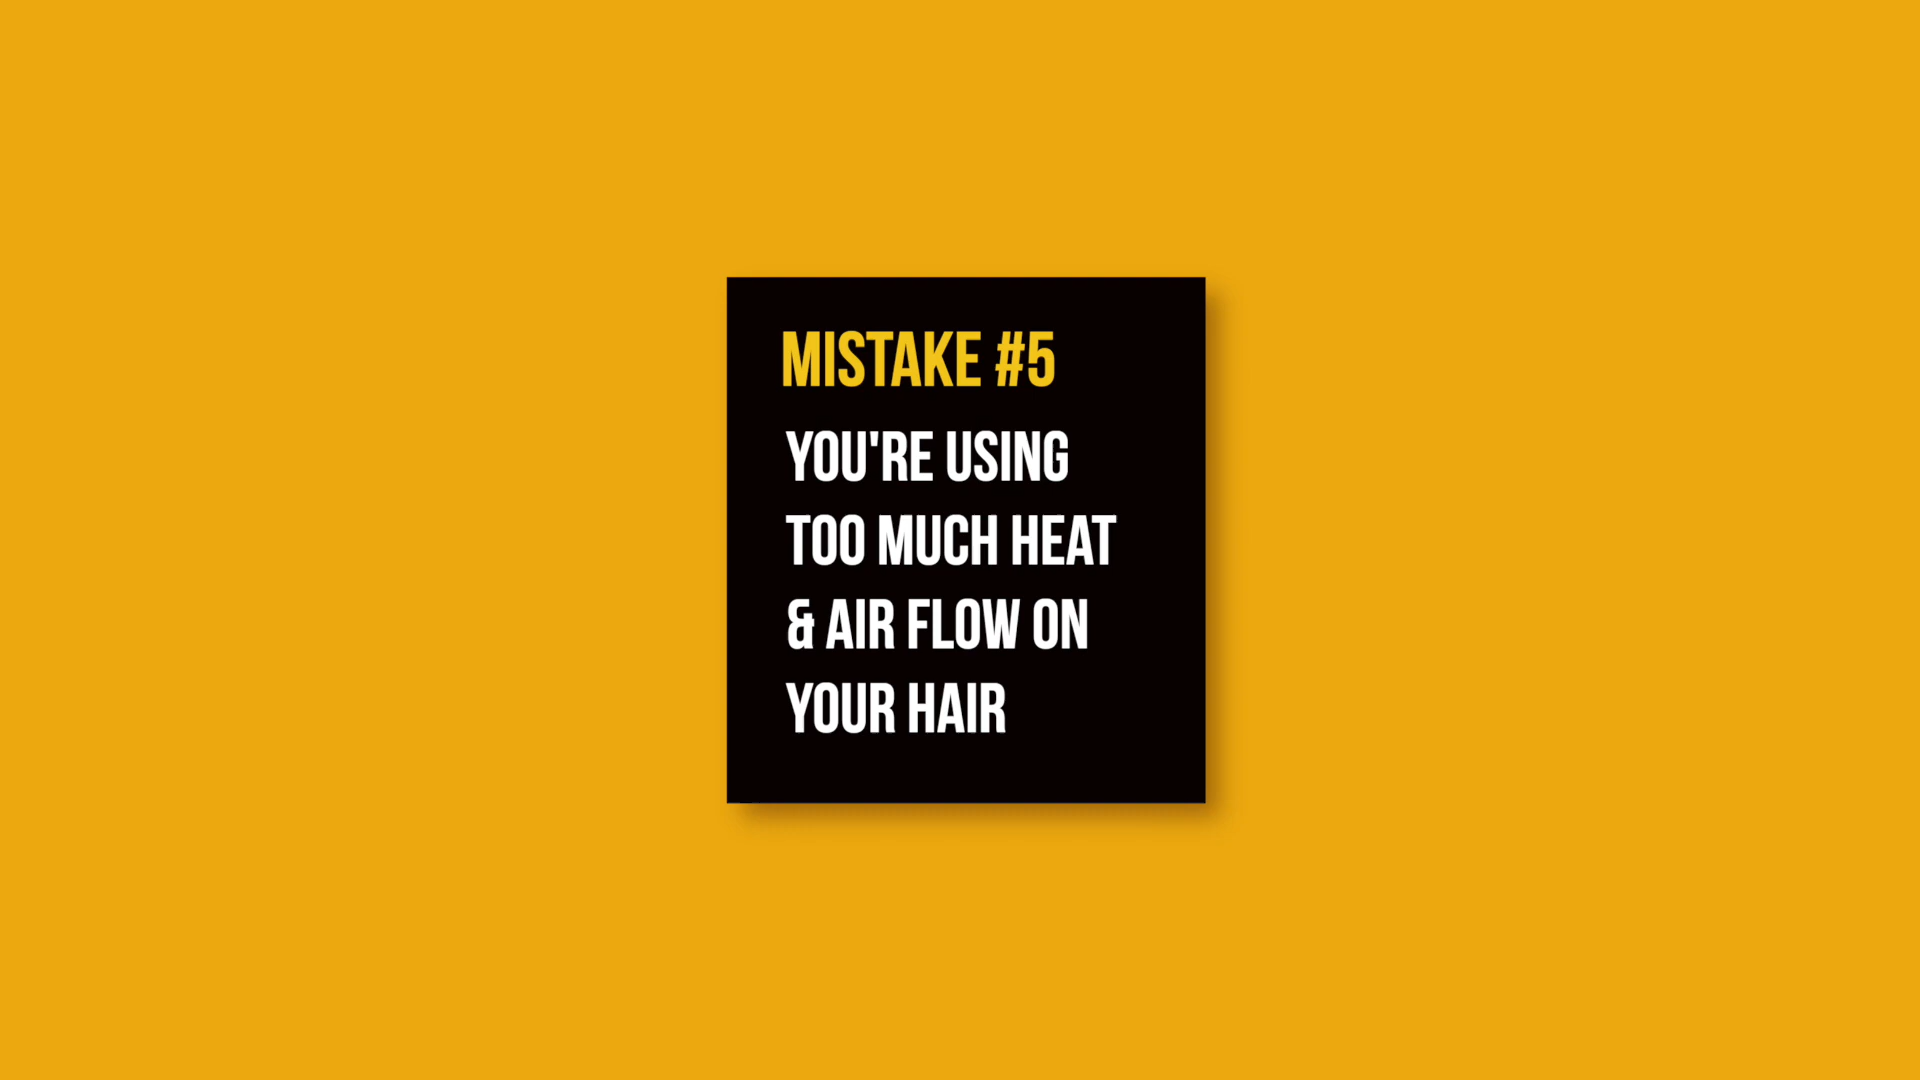 MISTAKE #5
YOU'RE USING
TOO MUCH HEAT
& AIR FLOW ON
YOUR HAIR